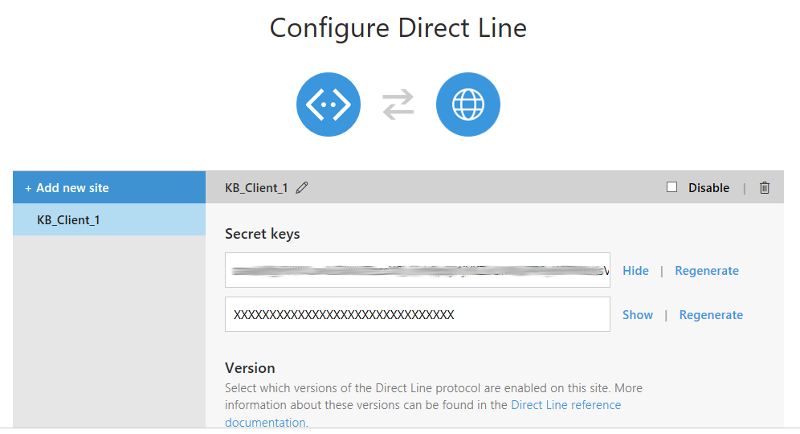 Configure Direct Line
+ Add new site
KB_Client_1
KB_Client_1
Disable
|
Secret keys
Hide | Regenerate
XXXXXXXXXXXXXXXXXXXXXXXXXXXXXXX
Show | Regenerate
Version
Select which versions of the Direct Line protocol are enabled on this site. More
information about these versions can be found in the Direct Line reference
documentation.